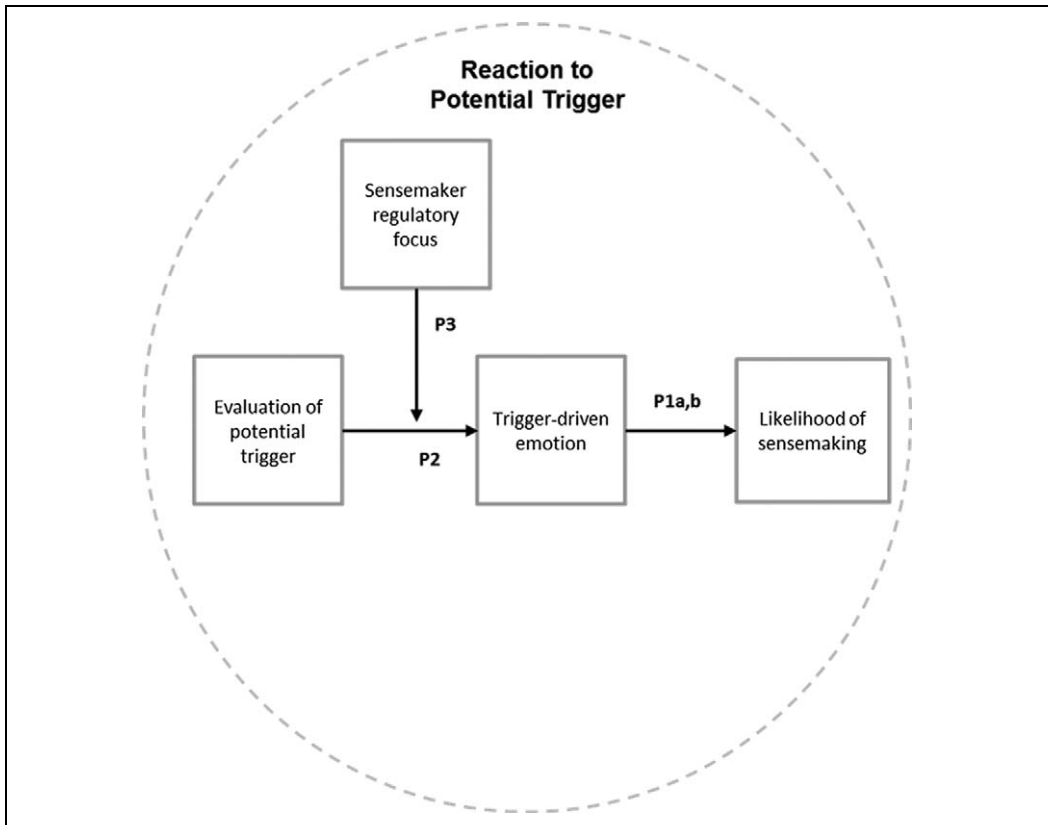 Reaction to
Potential Trigger
Sensemaker
regulatory
focus
P3
Evaluation of
potential
trigger
P2
Trigger-driven
emotion
P1a,b
Likelihood of
sensemaking